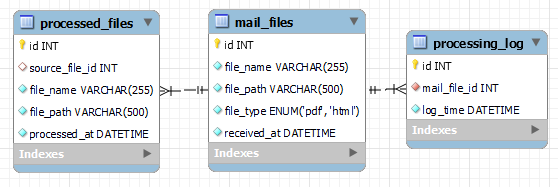 processed_files
id INT
source_file_id INT
file_name VARCHAR(255)
file_path VARCHAR(500)
processed_at DATETIME
Indexes
mail_files
id INT
file_name VARCHAR(255)
file_path VARCHAR(500)
file_type ENUM('pdf', 'html')
received_at DATETIME
Indexes
processing_log
id INT
mail_file_id INT
log_time DATETIME
Indexes